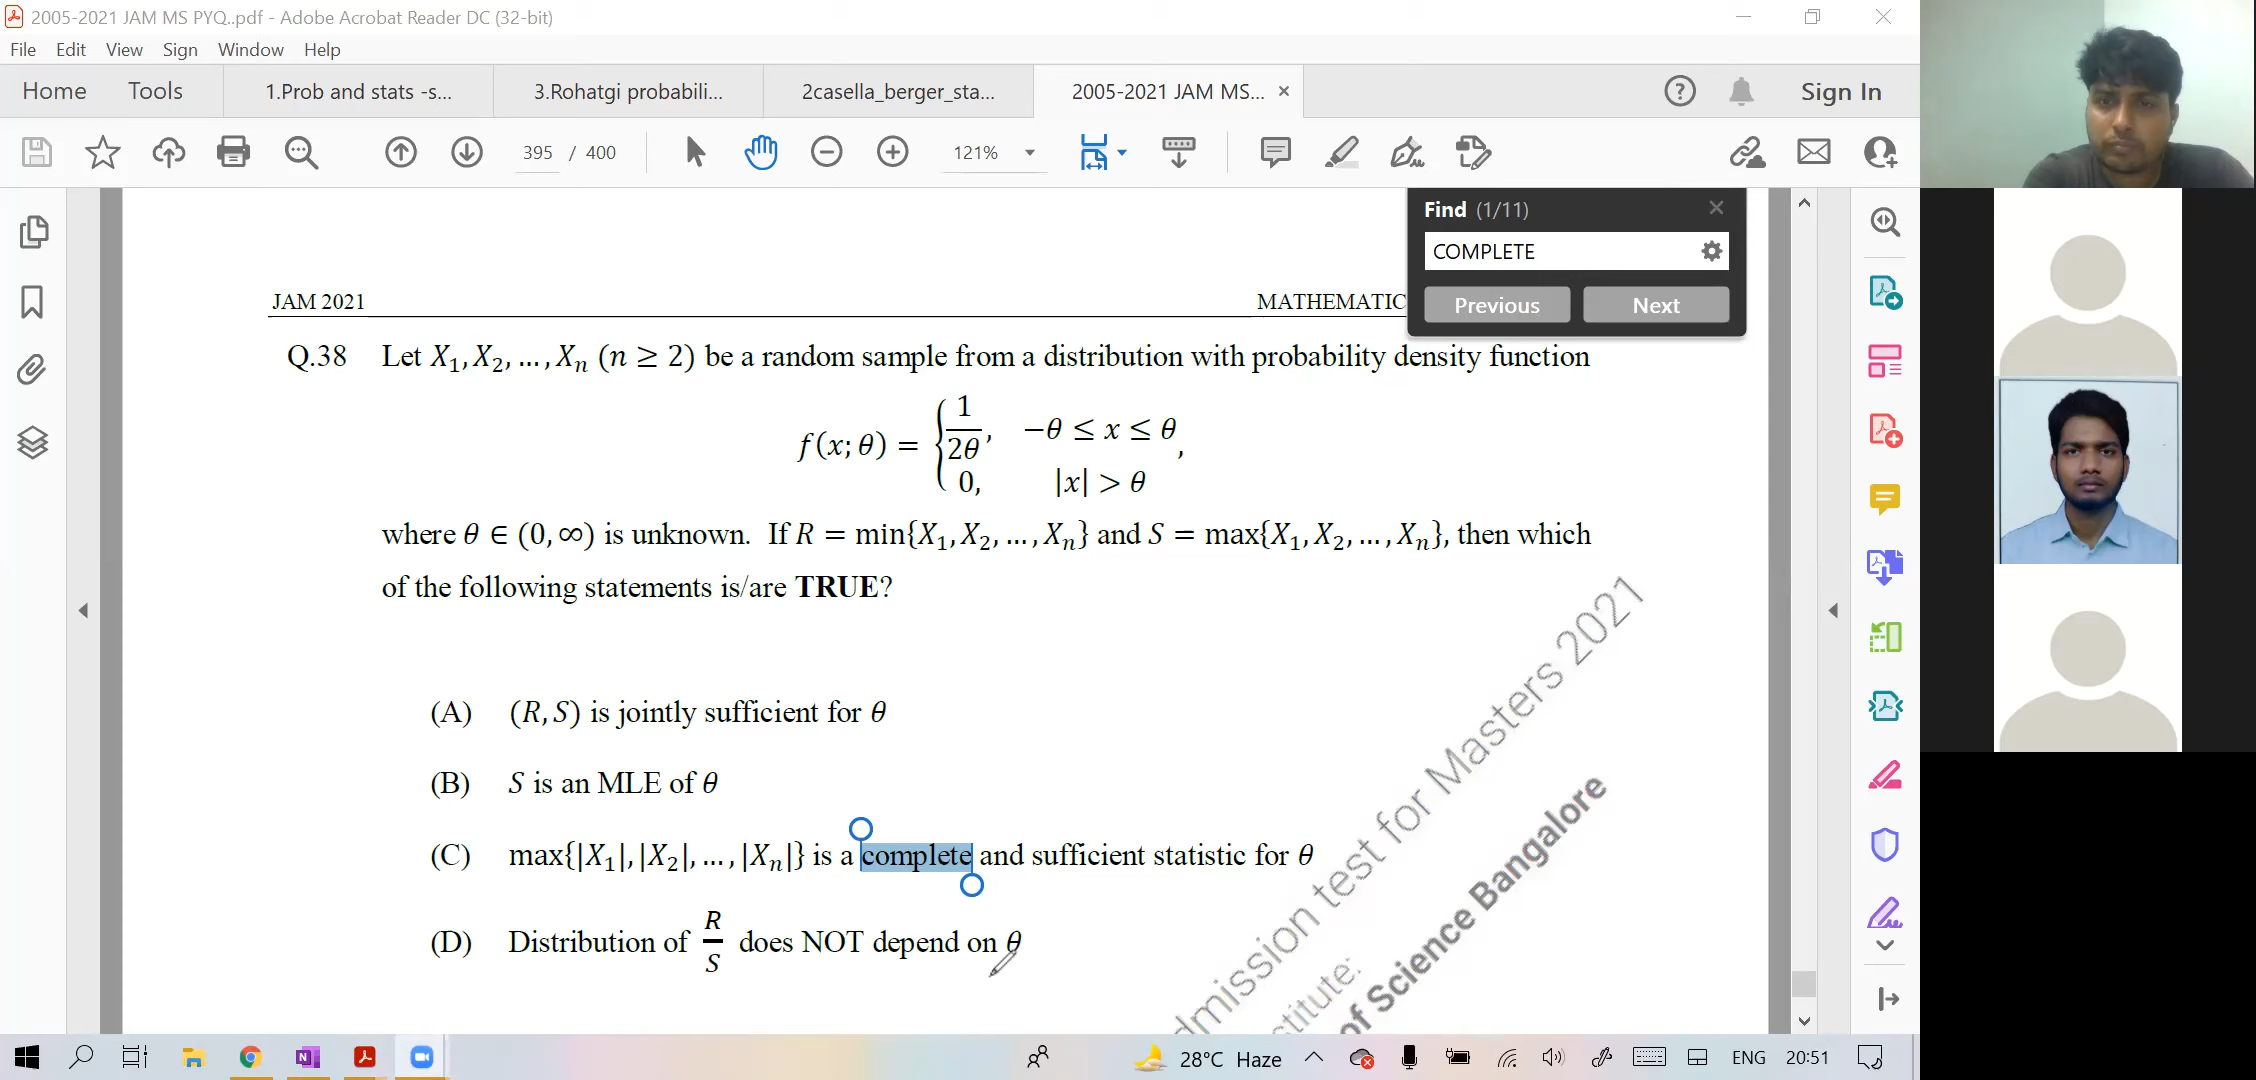 2005-2021 JAM MS PYQ..pdf - Adobe Acrobat Reader DC (32-bit)
File Edit View Sign Window Help
Home Tools 1.Prob and stats -s... 3.Rohatgi probabili... 2casella_berger_sta... 2005-2021 JAM MS... × Sign In
395 / 400 121%
Find (1/11)
COMPLETE
Previous Next
JAM 2021 MATHEMATIC
Q.38 Let X₁, X₂, …, Xₙ (n ≥ 2) be a random sample from a distribution with probability density function
f(x; θ) = { 1/2θ, −θ ≤ x ≤ θ,
0, |x| > θ
where θ ∈ (0, ∞) is unknown. If R = min{X₁, X₂, …, Xₙ} and S = max{X₁, X₂, …, Xₙ}, then which
of the following statements is/are TRUE?
(A) (R, S) is jointly sufficient for θ
(B) S is an MLE of θ
(C) max{|X₁|, |X₂|, …, |Xₙ|} is a complete and sufficient statistic for θ
(D) Distribution of R/S does NOT depend on θ
dmission test for Masters 2021
stitute:
of Science Bangalore
28°C Haze ENG 20:51